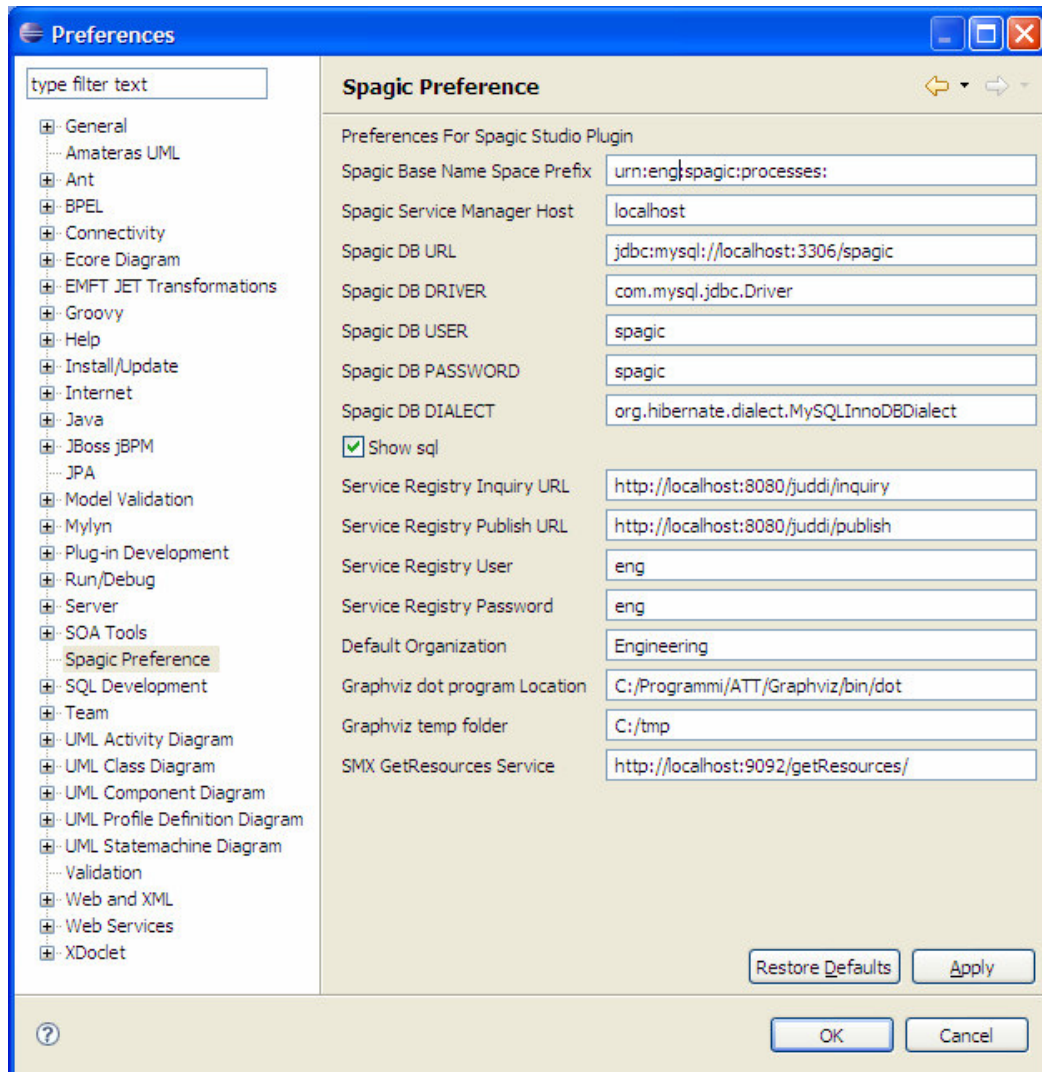 Preferences
type filter text
General
Amateras UML
Ant
BPEL
Connectivity
Ecore Diagram
EMFT JET Transformations
Groovy
Help
Install/Update
Internet
Java
JBoss jBPM
JPA
Model Validation
Mylyn
Plug-in Development
Run/Debug
Server
SOA Tools
Spagic Preference
SQL Development
Team
UML Activity Diagram
UML Class Diagram
UML Component Diagram
UML Profile Definition Diagram
UML Statemachine Diagram
Validation
Web and XML
Web Services
XDoclet
Spagic Preference
Preferences For Spagic Studio Plugin
Spagic Base Name Space Prefix urn:eng:spagic:processes:
Spagic Service Manager Host localhost
Spagic DB URL jdbc:mysql://localhost:3306/spagic
Spagic DB DRIVER com.mysql.jdbc.Driver
Spagic DB USER spagic
Spagic DB PASSWORD spagic
Spagic DB DIALECT org.hibernate.dialect.MySQLInnoDBDialect
Show sql
Service Registry Inquiry URL http://localhost:8080/juddi/inquiry
Service Registry Publish URL http://localhost:8080/juddi/publish
Service Registry User eng
Service Registry Password eng
Default Organization Engineering
Graphviz dot program Location C:/Programmi/ATT/Graphviz/bin/dot
Graphviz temp folder C:/tmp
SMX GetResources Service http://localhost:9092/getResources/
Restore Defaults Apply
? OK Cancel